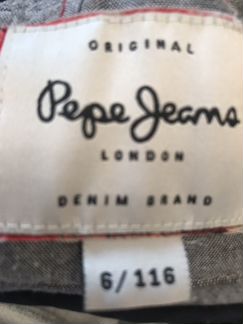 ORIGINAL
Pepe Jeans
LONDON
DENIM BRAND
6/116